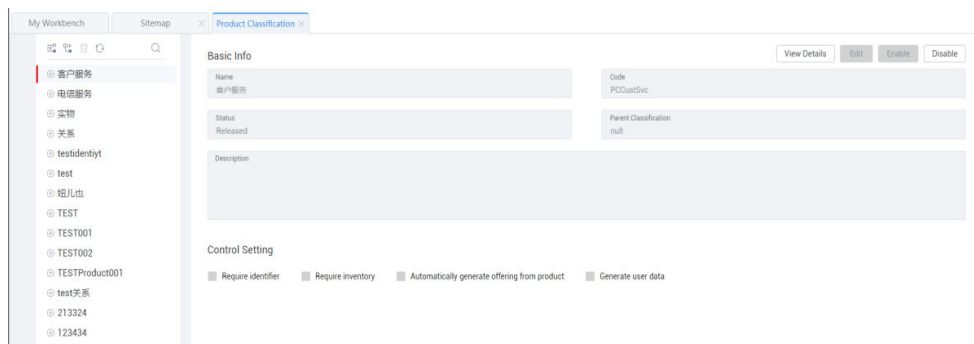 My Workbench Sitemap Product Classification
Basic Info View Details Edit Enable Disable
客户服务
电信服务
实物
关系
testidentiyt
test
妞儿也
TEST
TEST001
TEST002
TESTProduct001
test关系
213324
123434
Name
客户服务
Code
PCCustSvc
Status
Released
Parent Classification
null
Description
Control Setting
Require identifier Require inventory Automatically generate offering from product Generate user data